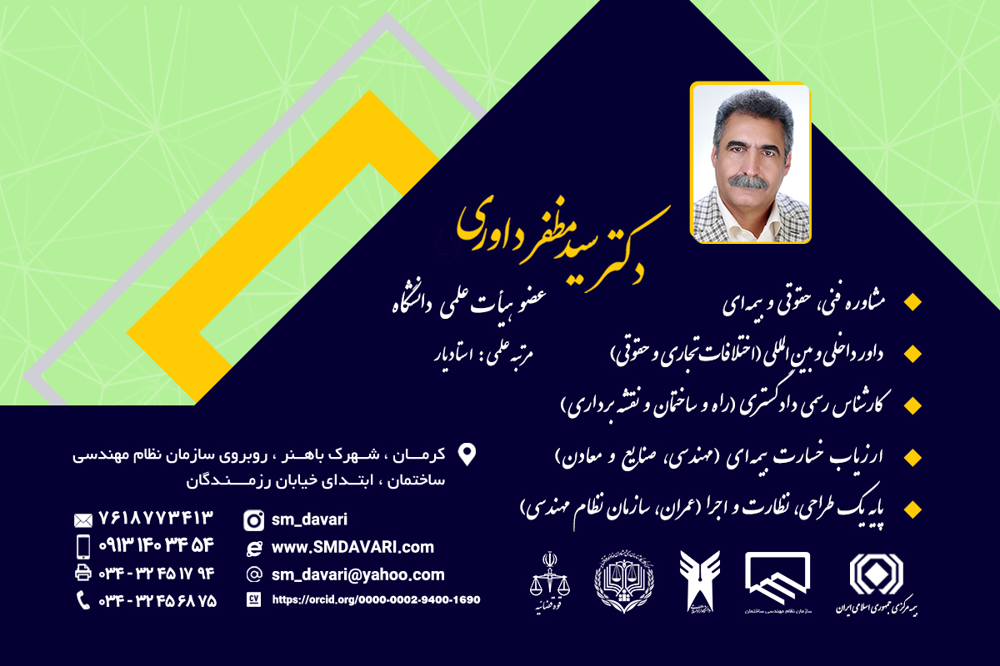 دکتر سید مظفر داوری
عضو هیأت علمی دانشگاه
مرتبه علمی: استادیار
مشاوره فنی، حقوقی و بیمه‌ای
داور داخلی و بین‌المللی (اختلافات تجاری و حقوقی)
کارشناس رسمی دادگستری (راه و ساختمان و نقشه برداری)
ارزیاب خسارت بیمه‌ای (مهندسی، صنایع و معادن)
پایه یک طراحی، نظارت و اجرا (عمران، سازمان نظام مهندسی)
کرمـــان ، شـهرک باهـنر ، روبروی سازمان نظام مهندسی
ساختمان ، ابتـدای خیابان رزمــنـدگان
۷۶۱۸۷۷۳۴۱۳
۰۹۱۳ ۱۴۰ ۳۴ ۵۴
۰۳۴ - ۳۲ ۴۵ ۱۷ ۹۴
۰۳۴ - ۳۲ ۴۵ ۶۸ ۷۵
sm_davari
www.SMDAVARI.com
sm_davari@yahoo.com
CV https://orcid.org/0000-0002-9400-1690
قوه قضائیه
سازمان نظام مهندسی ساختمان
بیمه مرکزی جمهوری اسلامی ایران